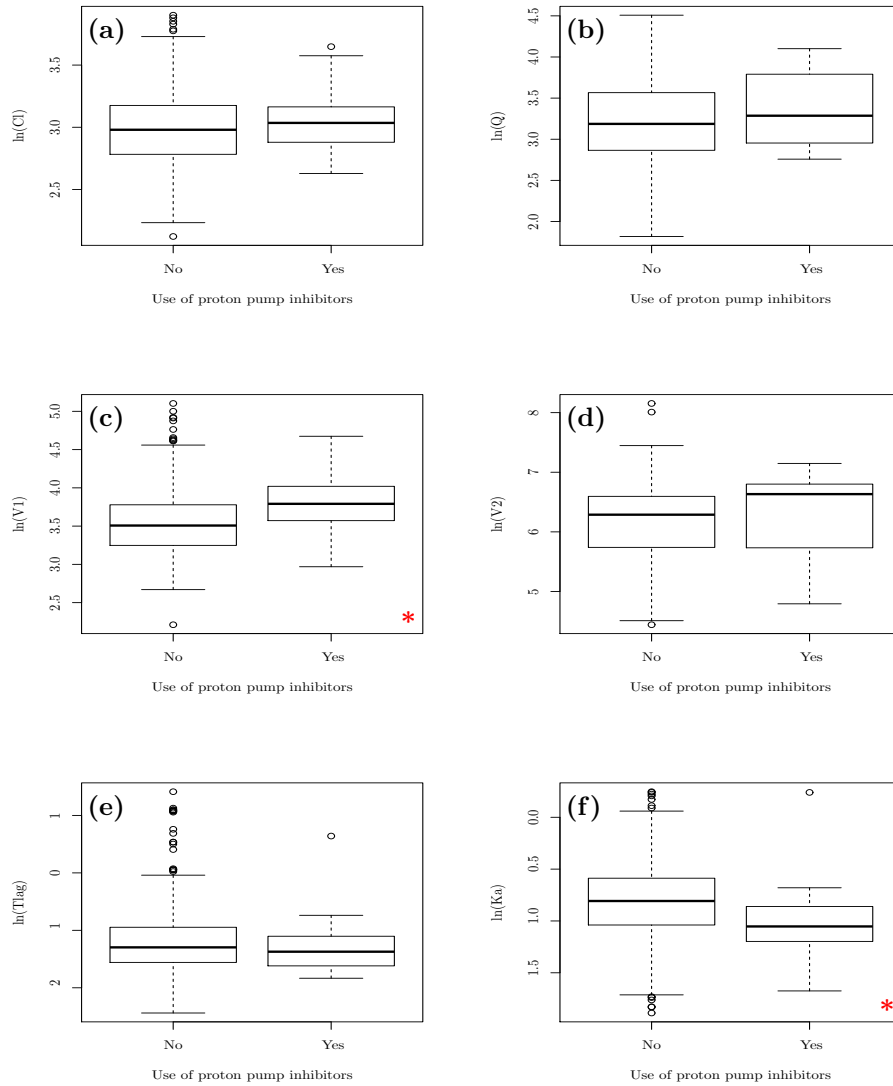 (a)
ln(Cl)
3.5
3.0
2.5
No
Yes
Use of proton pump inhibitors
(b)
ln(Q)
4.5
4.0
3.5
3.0
2.5
2.0
No
Yes
Use of proton pump inhibitors
(c)
ln(V1)
5.0
4.5
4.0
3.5
3.0
2.5
*
No
Yes
Use of proton pump inhibitors
(d)
ln(V2)
8
7
6
5
No
Yes
Use of proton pump inhibitors
(e)
ln(Tlag)
1
0
1
2
No
Yes
Use of proton pump inhibitors
(f)
ln(Ka)
0.0
0.5
1.0
1.5
*
No
Yes
Use of proton pump inhibitors